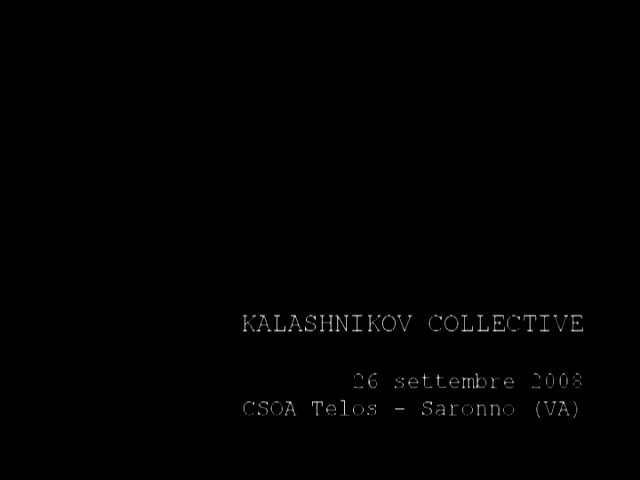 KALASHNIKOV COLLECTIVE
26 settembre 2008
CSOA Telos - Saronno (VA)